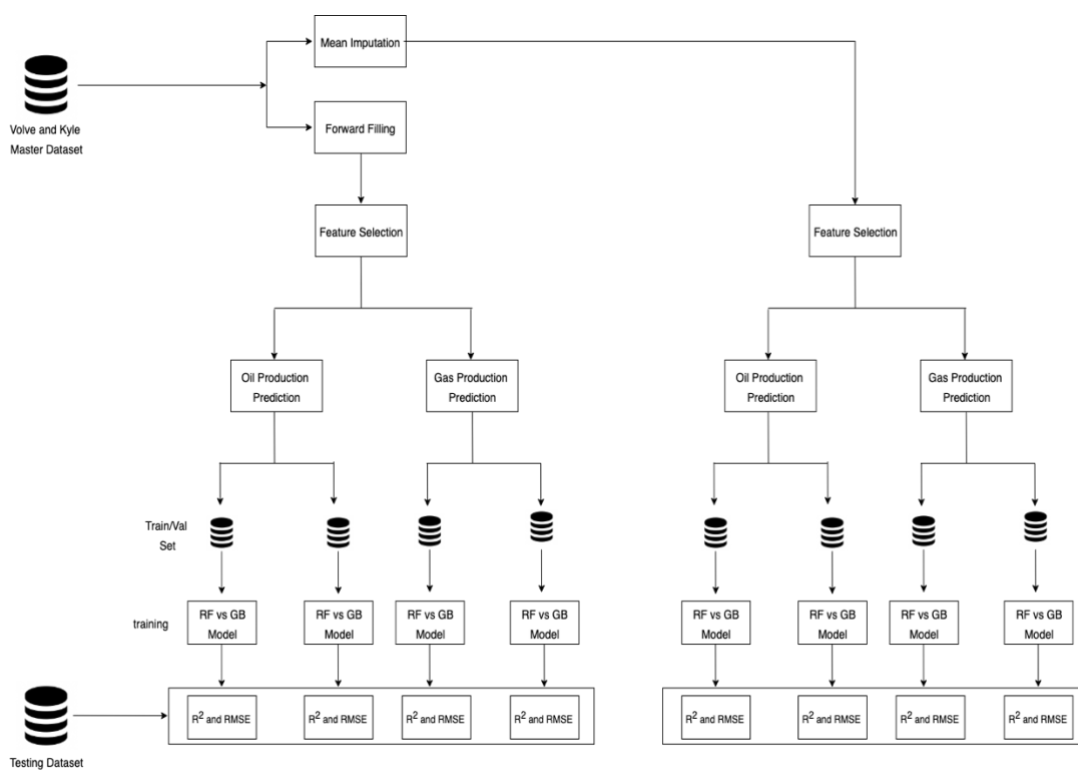 Mean Imputation
Volve and Kyle
Master Dataset
Forward Filling
Feature Selection
Feature Selection
Oil Production
Prediction
Gas Production
Prediction
Oil Production
Prediction
Gas Production
Prediction
Train/Val
Set
training
RF vs GB
Model
RF vs GB
Model
RF vs GB
Model
RF vs GB
Model
RF vs GB
Model
RF vs GB
Model
RF vs GB
Model
RF vs GB
Model
R² and RMSE
R² and RMSE
R² and RMSE
R² and RMSE
R² and RMSE
R² and RMSE
R² and RMSE
R² and RMSE
Testing Dataset